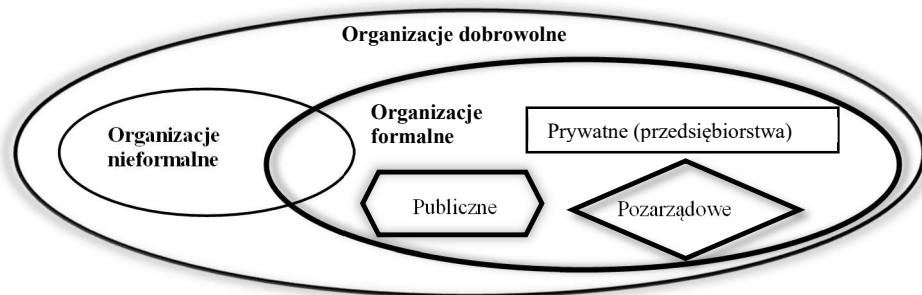 Organizacje dobrowolne
Organizacje
formalne
Organizacje
nieformalne
Prywatne (przedsiębiorstwa)
Publiczne
Pozarządowe